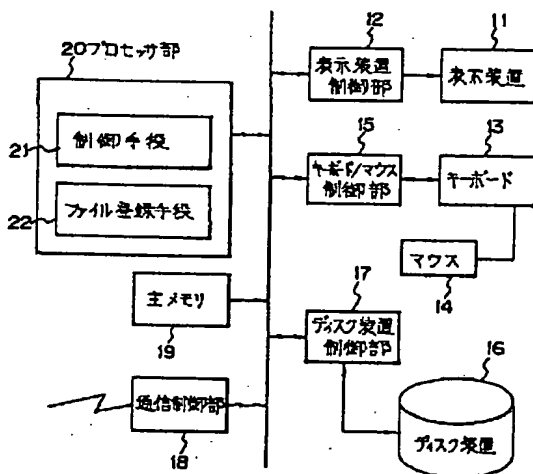 20プロセッサ部
21
制御手段
22
ファイル登録手段
主メモリ
19
通信制御部
18
12
表示装置
制御部
11
表示装置
15
キーボード/マウス
制御部
13
キーボード
マウス
14
17
ディスク装置
制御部
16
ディスク装置